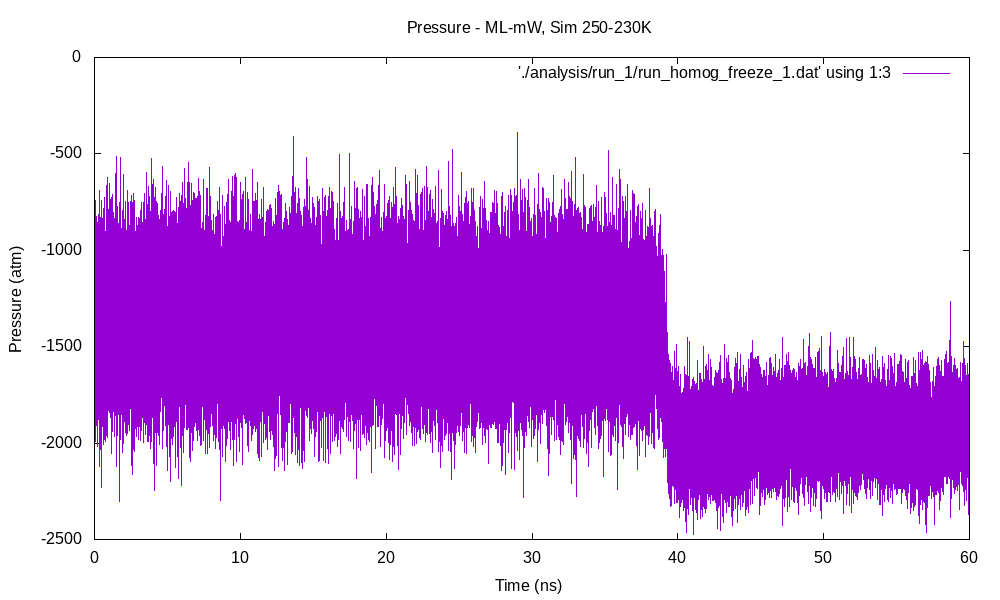 Pressure - ML-mW, Sim 250-230K
'./analysis/run_1/run_homog_freeze_1.dat' using 1:3
0
-500
-1000
-1500
-2000
-2500
Pressure (atm)
0 10 20 30 40 50 60
Time (ns)